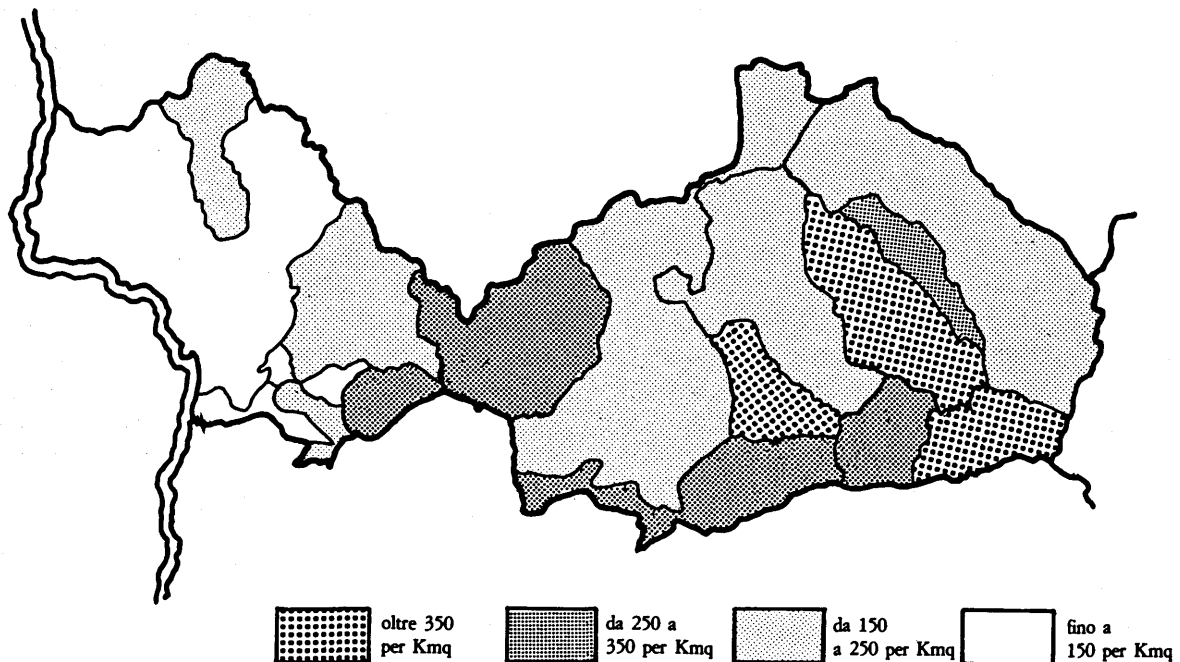 oltre 350
per Kmq
da 250 a
350 per Kmq
da 150
a 250 per Kmq
fino a
150 per Kmq